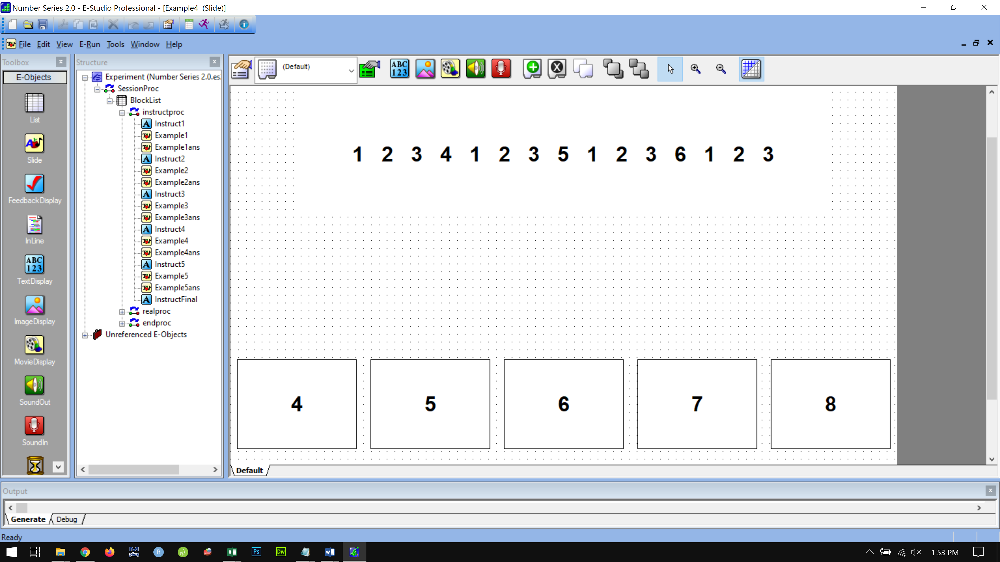 Number Series 2.0 - E-Studio Professional - [Example4 (Slide)]
File Edit View E-Run Tools Window Help
Toolbox
E-Objects
List
Slide
FeedbackDisplay
InLine
TextDisplay
ImageDisplay
MovieDisplay
SoundOut
SoundIn
Structure
Experiment (Number Series 2.0.es
SessionProc
BlockList
instructproc
Instruct1
Example1
Example1ans
Instruct2
Example2
Example2ans
Instruct3
Example3
Example3ans
Instruct4
Example4
Example4ans
Instruct5
Example5
Example5ans
InstructFinal
realproc
endproc
Unreferenced E-Objects
(Default)
ABC
123
1 2 3 4 1 2 3 5 1 2 3 6 1 2 3
4 5 6 7 8
Default
Output
Generate Debug
Ready
1:53 PM